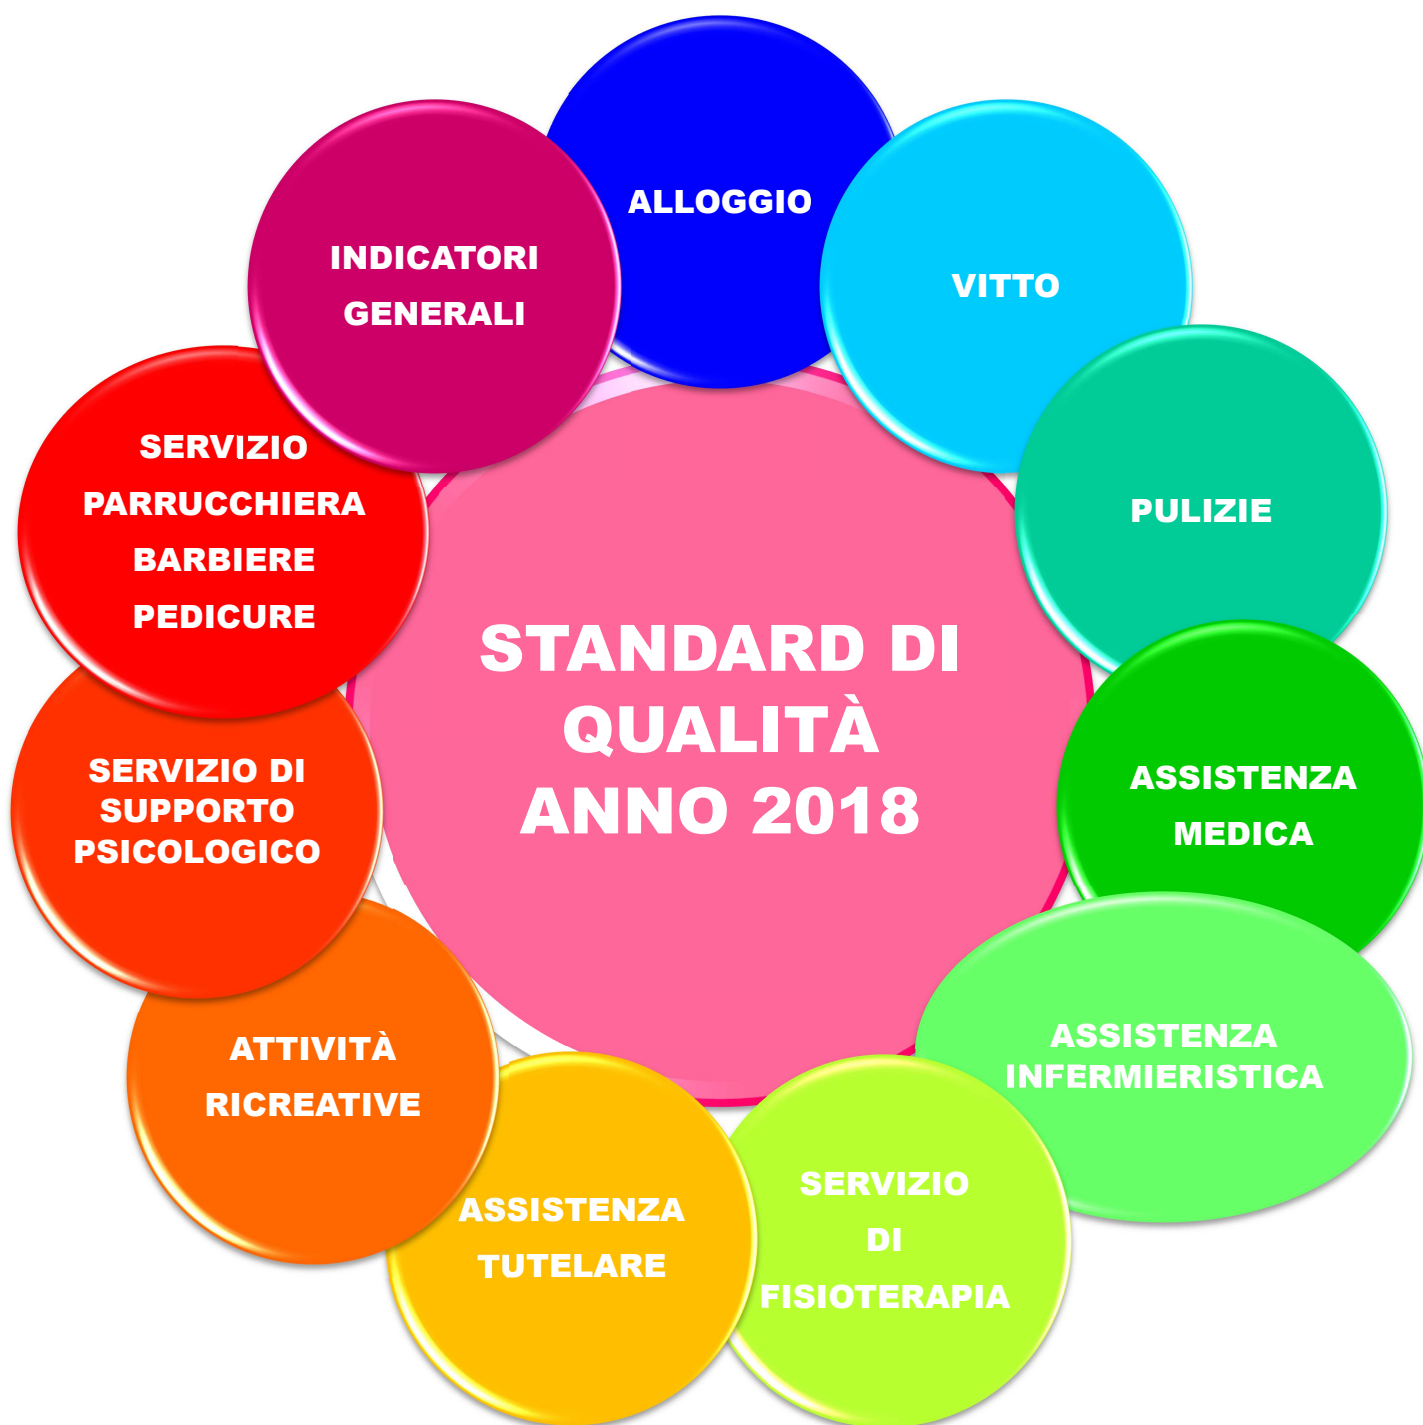 ALLOGGIO
VITTO
PULIZIE
ASSISTENZA
MEDICA
ASSISTENZA
INFERMIERISTICA
SERVIZIO
DI
FISIOTERAPIA
ASSISTENZA
TUTELARE
ATTIVITÀ
RICREATIVE
SERVIZIO DI
SUPPORTO
PSICOLOGICO
SERVIZIO
PARRUCCHIERA
BARBIERE
PEDICURE
INDICATORI
GENERALI
STANDARD DI
QUALITÀ
ANNO 2018